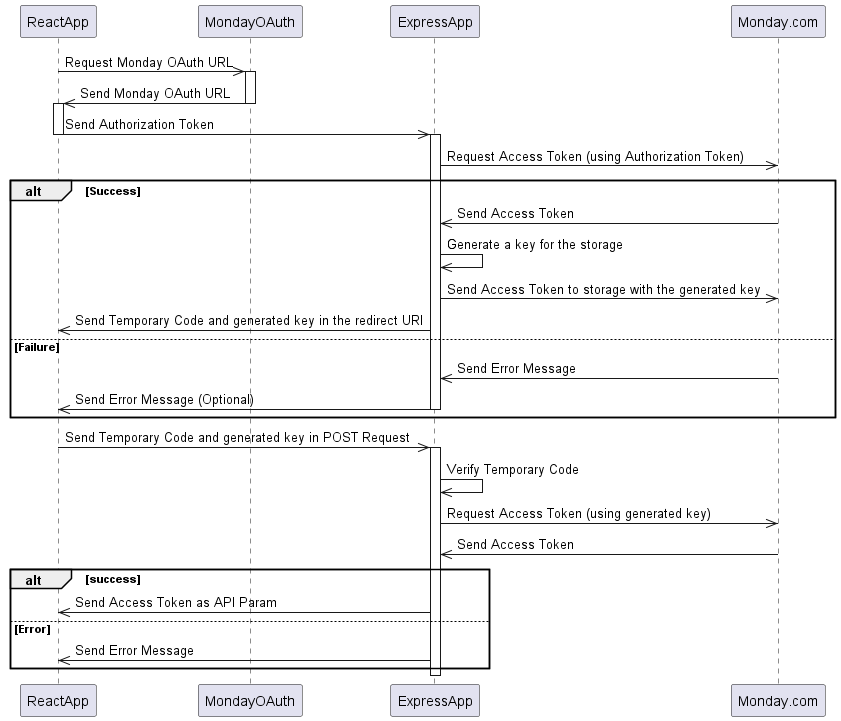 ReactApp MondayOAuth ExpressApp Monday.com
Request Monday OAuth URL
Send Monday OAuth URL
Send Authorization Token
Request Access Token (using Authorization Token)
alt [Success]
Send Access Token
Generate a key for the storage
Send Access Token to storage with the generated key
Send Temporary Code and generated key in the redirect URI
[Failure]
Send Error Message
Send Error Message (Optional)
Send Temporary Code and generated key in POST Request
Verify Temporary Code
Request Access Token (using generated key)
Send Access Token
alt [success]
Send Access Token as API Param
[Error]
Send Error Message
ReactApp MondayOAuth ExpressApp Monday.com